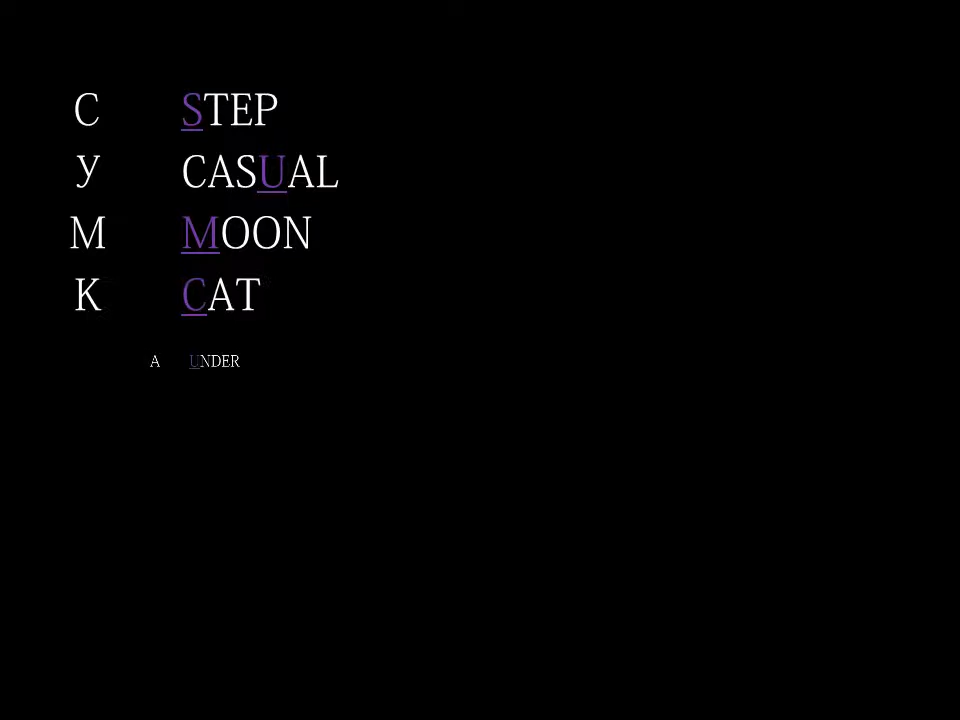 С STEP
У CASUAL
М MOON
К CAT
А UNDER